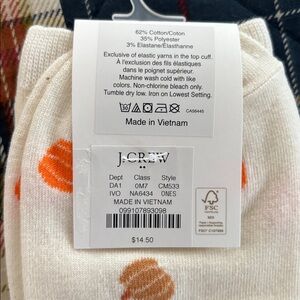 62% Cotton/Coton
35% Polyester
3% Elastane/Élasthanne
Exclusive of elastic yarns in the top cuff.
À l'exclusion des fils élastiques
dans le poignet supérieur.
Machine wash cold with like
colors. Non-chlorine bleach only.
Tumble dry low. Iron on Lowest Setting.
CA56445
Made in Vietnam
J.CREW
Dept Class Style
DA1 0M7 CM533
IVO NA6434 ONES
MADE IN VIETNAM
099107893098
$14.50
FSC
MIX